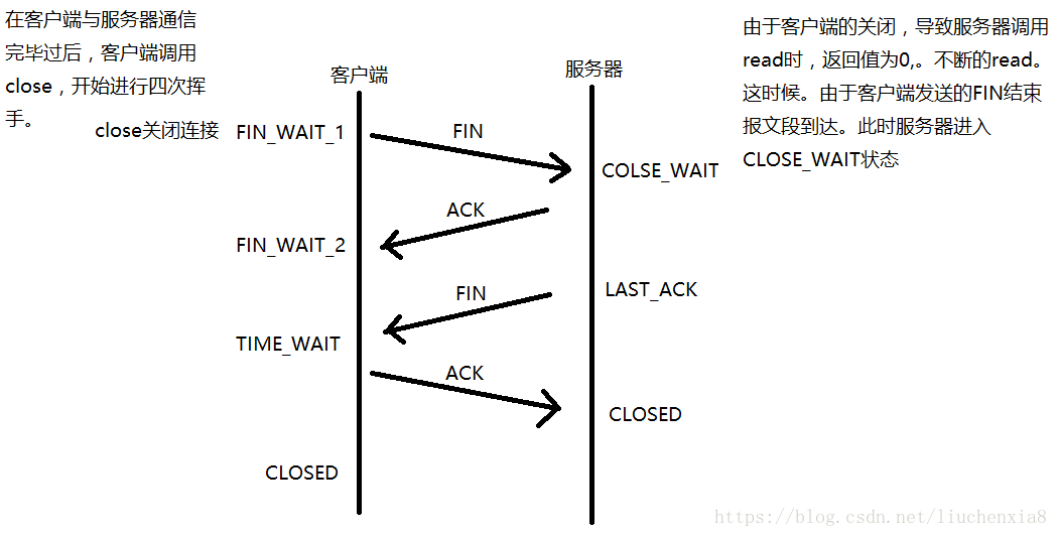 在客户端与服务器通信
完毕过后，客户端调用
close，开始进行四次挥
手。
由于客户端的关闭，导致服务器调用
read时，返回值为0,。不断的read。
这时候。由于客户端发送的FIN结束
报文段到达。此时服务器进入
CLOSE_WAIT状态
客户端
服务器
close关闭连接
FIN_WAIT_1
FIN
COLSE_WAIT
ACK
FIN_WAIT_2
FIN
LAST_ACK
TIME_WAIT
ACK
CLOSED
CLOSED
https://blog.csdn.net/liuchenxia8